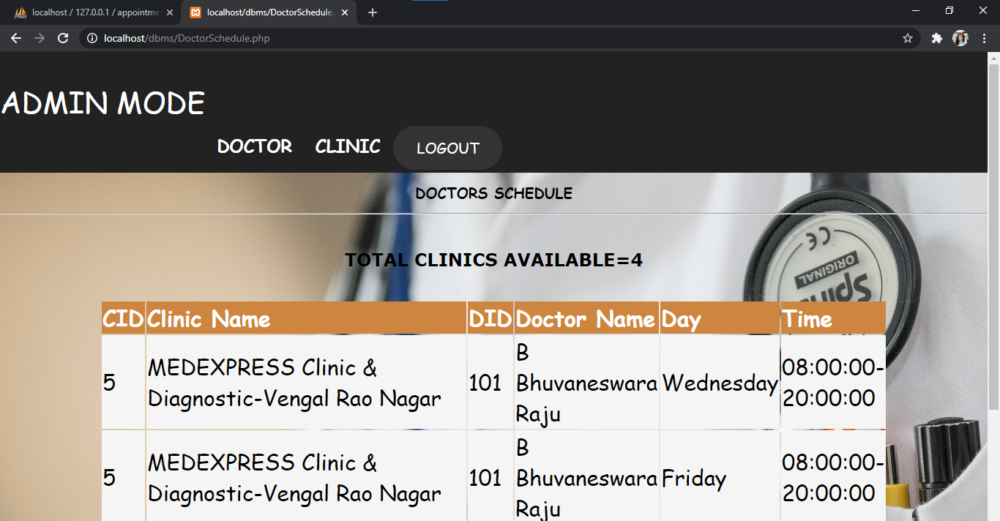 localhost / 127.0.0.1 / appointme
localhost/dbms/DoctorSchedule.
localhost/dbms/DoctorSchedule.php
ADMIN MODE
DOCTOR CLINIC LOGOUT
DOCTORS SCHEDULE
TOTAL CLINICS AVAILABLE=4
CE
ORIGINAL
CID Clinic Name DID Doctor Name Day Time
5 MEDEXPRESS Clinic & Diagnostic-Vengal Rao Nagar 101 B Bhuvaneswara Raju Wednesday 08:00:00-20:00:00
5 MEDEXPRESS Clinic & Diagnostic-Vengal Rao Nagar 101 B Bhuvaneswara Raju Friday 08:00:00-20:00:00